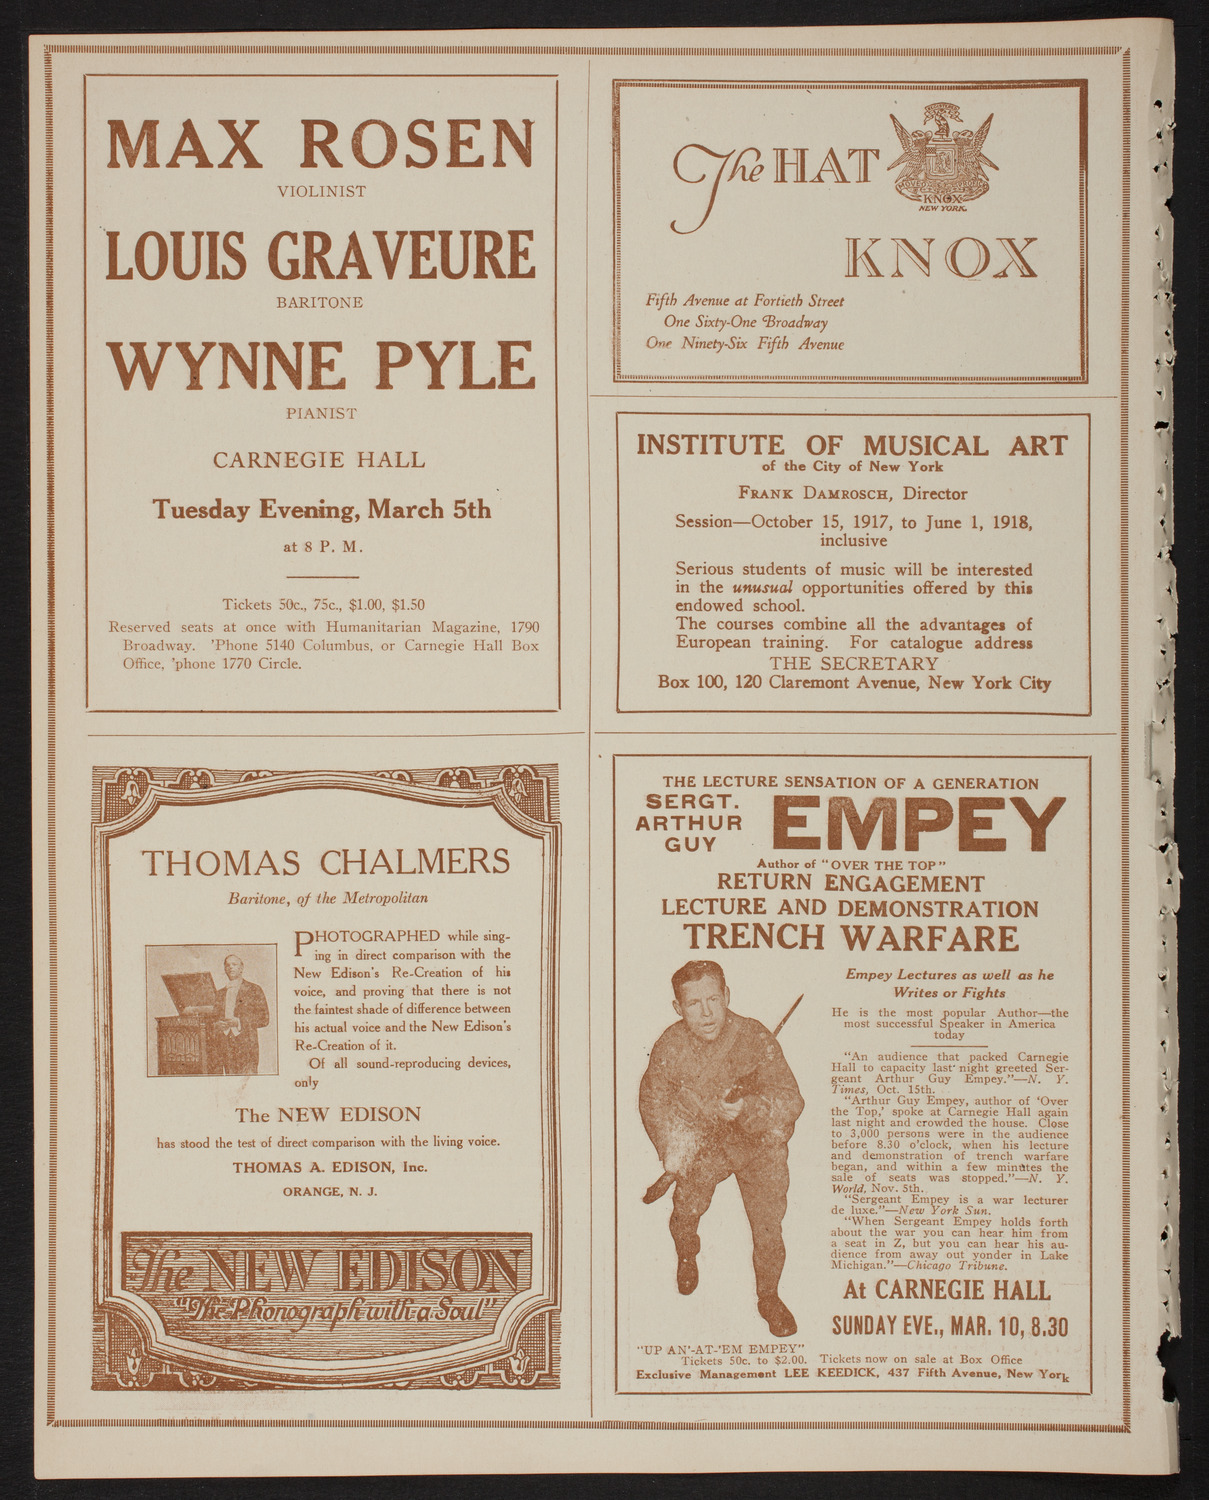 MAX ROSEN
VIOLINIST
LOUIS GRAVEURE
BARITONE
WYNNE PYLE
PIANIST
CARNEGIE HALL
Tuesday Evening, March 5th
at 8 P. M.
Tickets 50c., 75c., $1.00, $1.50
Reserved seats at once with Humanitarian Magazine, 1790
Broadway. 'Phone 5140 Columbus, or Carnegie Hall Box
Office, 'phone 1770 Circle.
The HAT
KNOX
NEW YORK.
KNOX
Fifth Avenue at Fortieth Street
One Sixty-One Broadway
One Ninety-Six Fifth Avenue
INSTITUTE OF MUSICAL ART
of the City of New York
FRANK DAMROSCH, Director
Session—October 15, 1917, to June 1, 1918,
inclusive
Serious students of music will be interested
in the unusual opportunities offered by this
endowed school.
The courses combine all the advantages of
European training. For catalogue address
THE SECRETARY
Box 100, 120 Claremont Avenue, New York City
THOMAS CHALMERS
Baritone, of the Metropolitan
PHOTOGRAPHED while sing-
ing in direct comparison with the
New Edison's Re-Creation of his
voice, and proving that there is not
the faintest shade of difference between
his actual voice and the New Edison's
Re-Creation of it.
Of all sound-reproducing devices,
only
The NEW EDISON
has stood the test of direct comparison with the living voice.
THOMAS A. EDISON, Inc.
ORANGE, N. J.
The NEW EDISON
"The Phonograph with a Soul"
THE LECTURE SENSATION OF A GENERATION
SERGT.
ARTHUR
GUY
EMPEY
Author of "OVER THE TOP"
RETURN ENGAGEMENT
LECTURE AND DEMONSTRATION
TRENCH WARFARE
Empey Lectures as well as he
Writes or Fights
He is the most popular Author—the
most successful Speaker in America
today
"An audience that packed Carnegie
Hall to capacity last night greeted Ser-
geant Arthur Guy Empey."—N. Y.
Times, Oct. 15th.
"Arthur Guy Empey, author of 'Over
the Top,' spoke at Carnegie Hall again
last night and crowded the house. Close
to 3,000 persons were in the audience
before 8.30 o'clock, when his lecture
and demonstration of trench warfare
began, and within a few minutes the
sale of seats was stopped."—N. Y.
World, Nov. 5th.
"Sergeant Empey is a war lecturer
de luxe."—New York Sun.
"When Sergeant Empey holds forth
about the war you can hear him from
a seat in Z, but you can hear his au-
dience from away out yonder in Lake
Michigan."—Chicago Tribune.
At CARNEGIE HALL
SUNDAY EVE., MAR. 10, 8.30
"UP AN'-AT-'EM EMPEY"
Tickets 50c. to $2.00. Tickets now on sale at Box Office
Exclusive Management LEE KEEDICK, 437 Fifth Avenue, New York